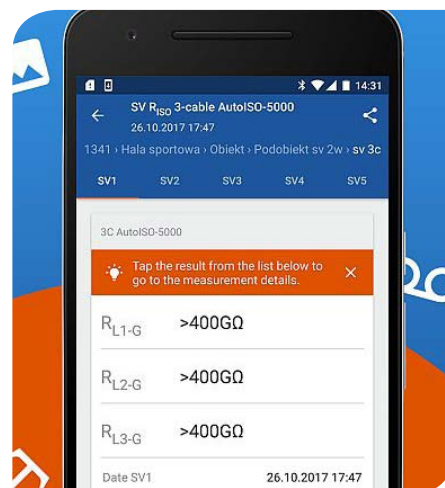 14:31
SV RISO 3-cable AutoISO-5000
26.10.2017 17:47
1341 › Hala sportowa › Obiekt › Podobiekt sv 2w › sv 3c
SV1 SV2 SV3 SV4 SV5
3C AutoISO-5000
Tap the result from the list below to
go to the measurement details.
RL1-G >400GΩ
RL2-G >400GΩ
RL3-G >400GΩ
Date SV1 26.10.2017 17:47